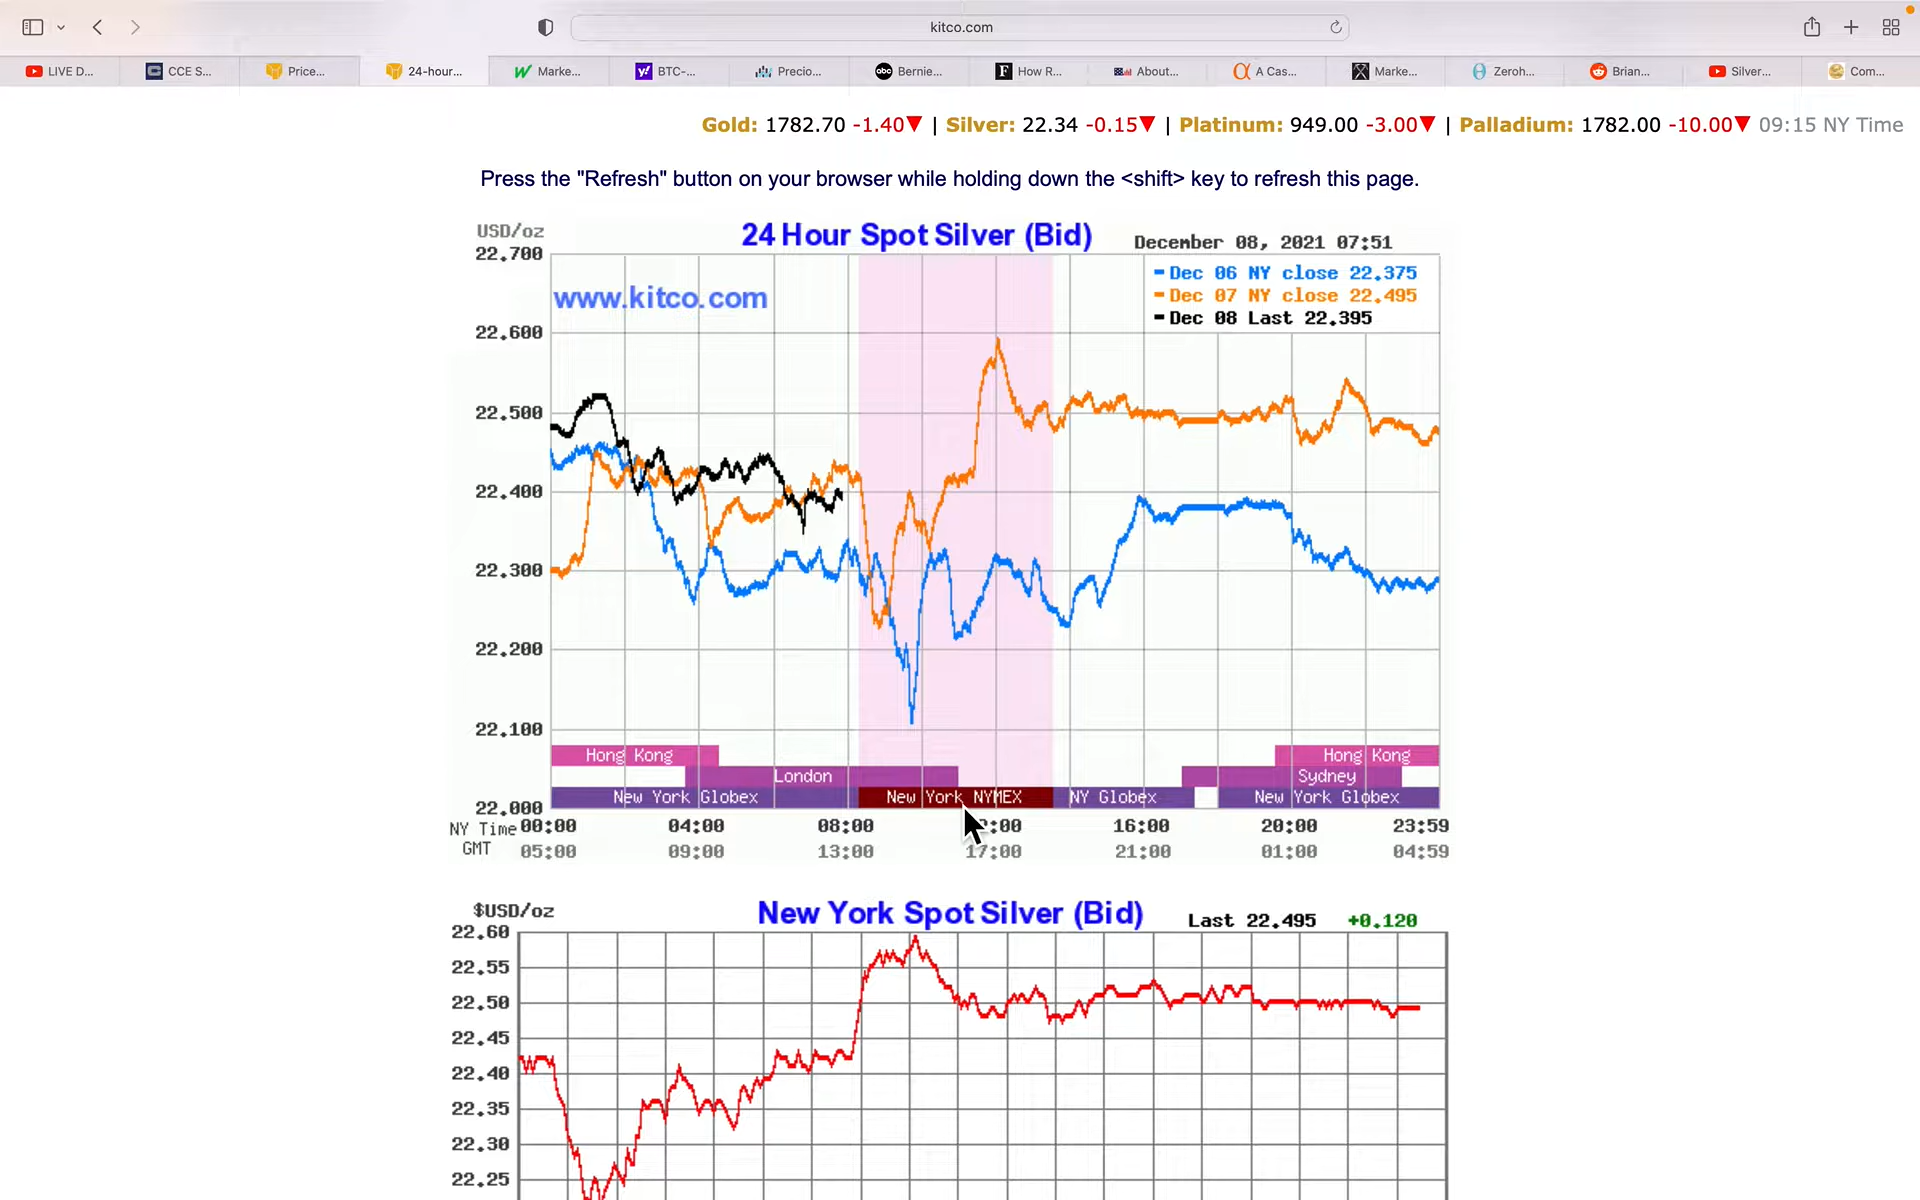 kitco.com
LIVE D... CCE S... Price... 24-hour... Marke... BTC-... Precio... Bernie... How R... About... A Cas... Marke... Zeroh... Brian... Silver... Com...
Gold: 1782.70 -1.40▼ | Silver: 22.34 -0.15▼ | Platinum: 949.00 -3.00▼ | Palladium: 1782.00 -10.00▼ 09:15 NY Time
Press the "Refresh" button on your browser while holding down the <shift> key to refresh this page.
USD/oz 24 Hour Spot Silver (Bid) December 08, 2021 07:51
22.700
Dec 06 NY close 22.375
www.kitco.com Dec 07 NY close 22.495
Dec 08 Last 22.395
22.600
22.500
22.400
22.300
22.200
22.100
Hong Kong Hong Kong
London Sydney
22.000 New York Globex New York NYMEX NY Globex New York Globex
NY Time 00:00 04:00 08:00 :00 16:00 20:00 23:59
GMT 05:00 09:00 13:00 17:00 21:00 01:00 04:59
$USD/oz New York Spot Silver (Bid) Last 22.495 +0.120
22.60
22.55
22.50
22.45
22.40
22.35
22.30
22.25